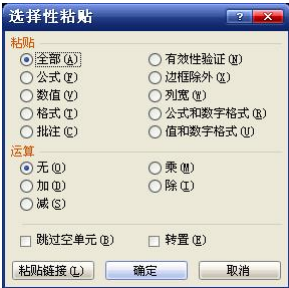 选择性粘贴
粘贴
全部(A) 有效性验证(N)
公式(F) 边框除外(X)
数值(V) 列宽(W)
格式(T) 公式和数字格式(R)
批注(C) 值和数字格式(U)
运算
无(O) 乘(M)
加(D) 除(I)
减(S)
跳过空单元(B) 转置(E)
粘贴链接(L) 确定 取消